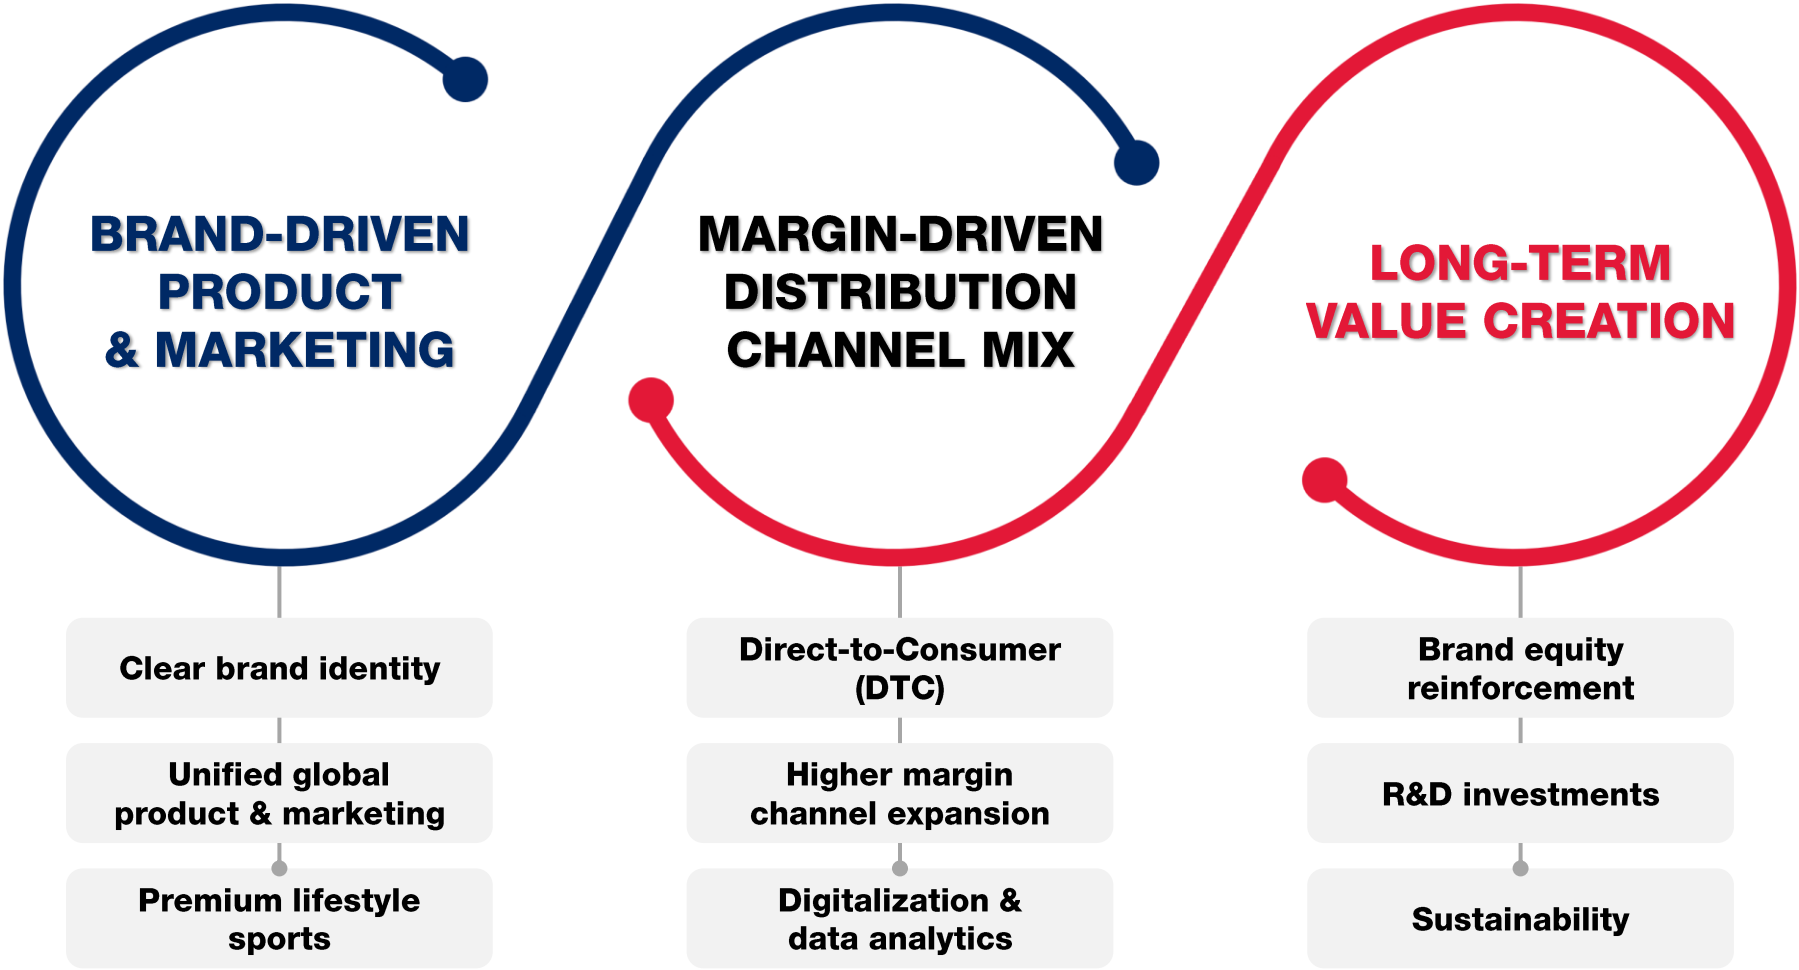 BRAND-DRIVEN
PRODUCT
& MARKETING
Clear brand identity
Unified global
product & marketing
Premium lifestyle
sports
MARGIN-DRIVEN
DISTRIBUTION
CHANNEL MIX
Direct-to-Consumer
(DTC)
Higher margin
channel expansion
Digitalization &
data analytics
LONG-TERM
VALUE CREATION
Brand equity
reinforcement
R&D investments
Sustainability